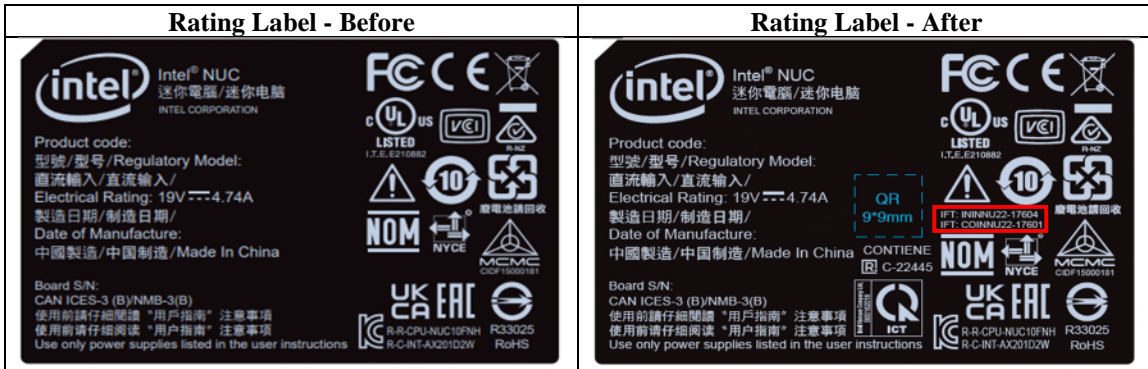 Rating Label - Before
intel®
Intel® NUC
迷你電腦/迷你电脑
INTEL CORPORATION
FC CE
c UL US
LISTED
I.T.E.E210882
VCI
R-NZ
Product code:
型號/型号/Regulatory Model:
直流輸入/直流输入/
Electrical Rating: 19V 4.74A
製造日期/制造日期/
Date of Manufacture:
中國製造/中国制造/Made In China
10
廢電池請回收
NOM
NYCE
MCMC
CIDF15000181
Board S/N:
CAN ICES-3 (B)/NMB-3(B)
使用前請仔細閱讀 "用戶指南" 注意事項
使用前请仔细阅读 "用户指南" 注意事项
Use only power supplies listed in the user instructions
UK CA EAC
R-R-CPU-NUC10FNH
R-C-INT-AX201D2W
R33025
RoHS
Rating Label - After
intel®
Intel® NUC
迷你電腦/迷你电脑
INTEL CORPORATION
FC CE
c UL US
LISTED
I.T.E.E210882
VCI
R-NZ
Product code:
型號/型号/Regulatory Model:
直流輸入/直流输入/
Electrical Rating: 19V 4.74A
製造日期/制造日期/
Date of Manufacture:
中國製造/中国制造/Made In China
QR
9*9mm
10
廢電池請回收
IFT: ININNU22-17604
IFT: COINNU22-17601
CONTIENE
R C-22445
NOM
NYCE
MCMC
CIDF15000181
Board S/N:
CAN ICES-3 (B)/NMB-3(B)
使用前請仔細閱讀 "用戶指南" 注意事項
使用前请仔细阅读 "用户指南" 注意事项
Use only power supplies listed in the user instructions
ICT
UK CA EAC
R-R-CPU-NUC10FNH
R-C-INT-AX201D2W
R33025
RoHS